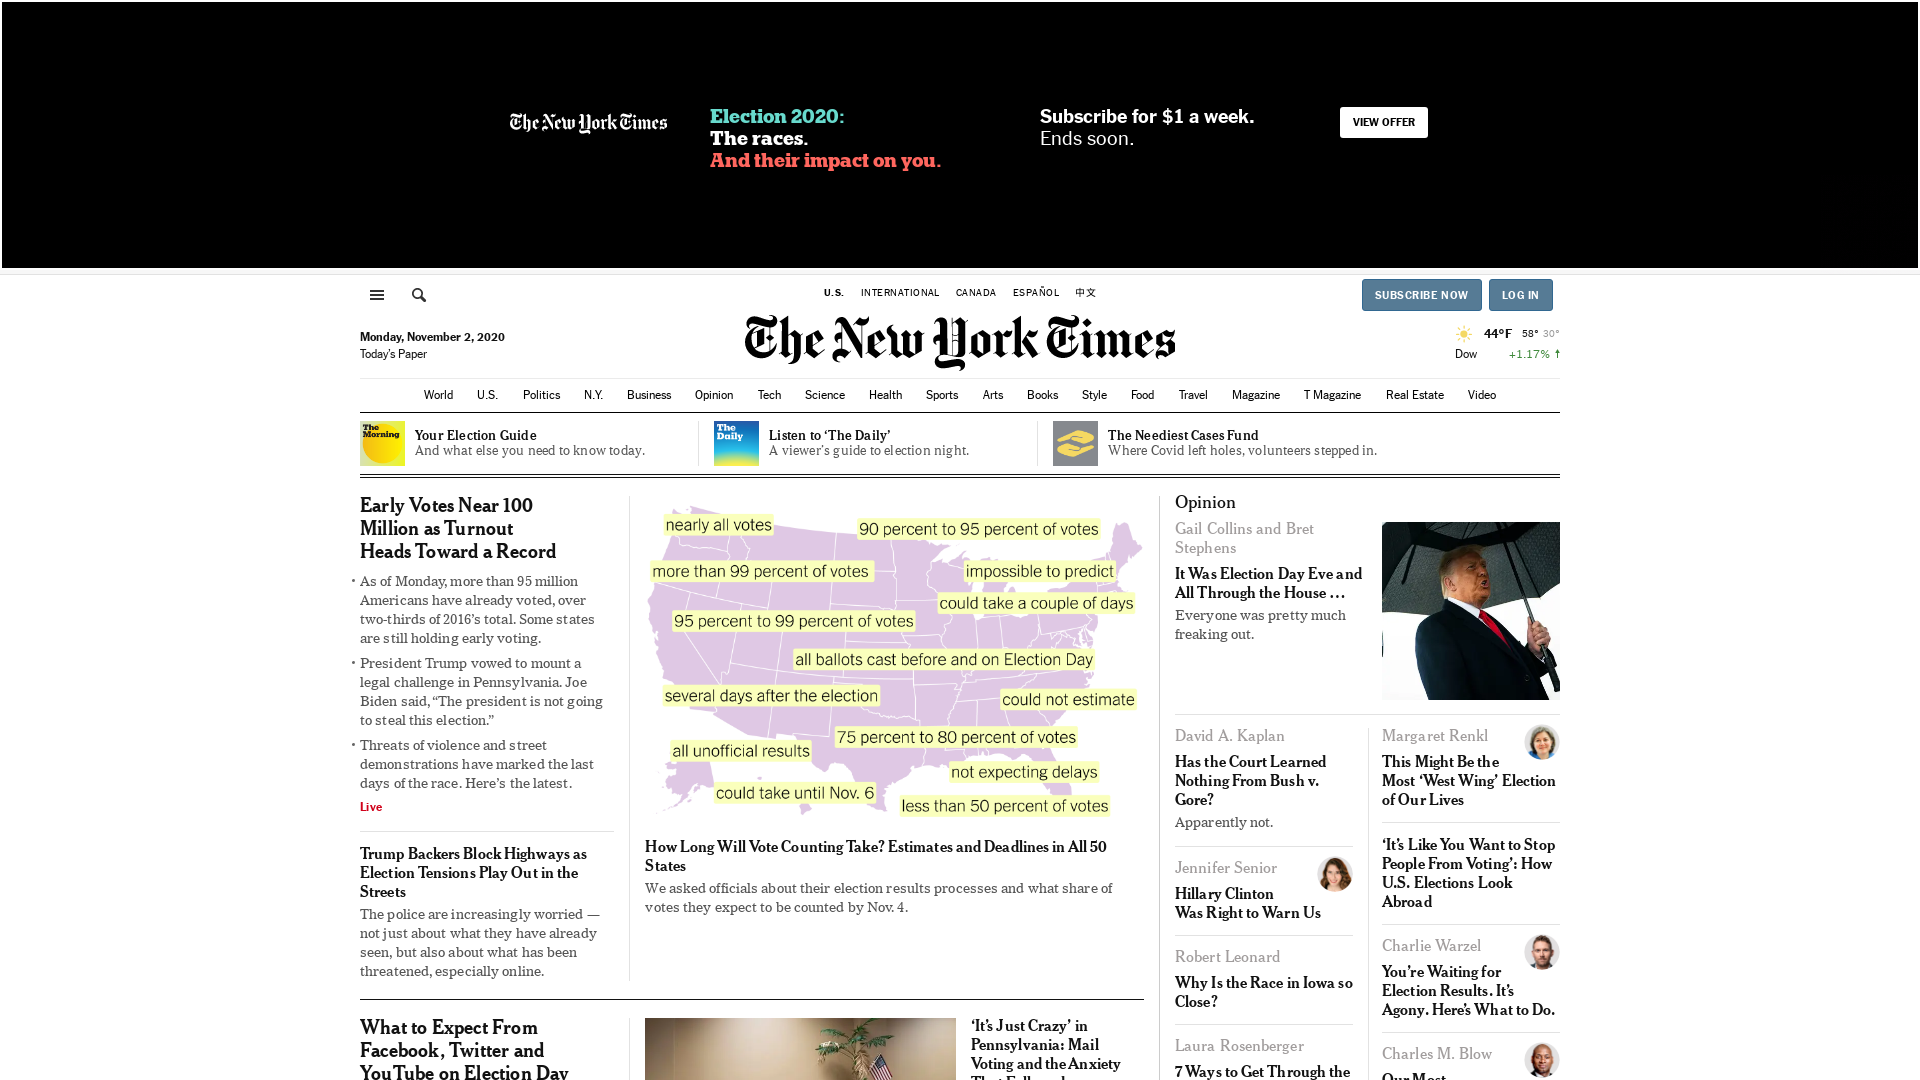 The New York Times
Election 2020:
The races.
And their impact on you.
Subscribe for $1 a week.
Ends soon.
VIEW OFFER
U.S. INTERNATIONAL CANADA ESPAÑOL 中文
SUBSCRIBE NOW
LOG IN
Monday, November 2, 2020
Today's Paper
The New York Times
44°F 58° 30°
Dow +1.17% ↑
World U.S. Politics N.Y. Business Opinion Tech Science Health Sports Arts Books Style Food Travel Magazine T Magazine Real Estate Video
The
Morning
Your Election Guide
And what else you need to know today.
The
Daily
Listen to ‘The Daily’
A viewer's guide to election night.
The Neediest Cases Fund
Where Covid left holes, volunteers stepped in.
Early Votes Near 100
Million as Turnout
Heads Toward a Record
• As of Monday, more than 95 million
Americans have already voted, over
two-thirds of 2016's total. Some states
are still holding early voting.
• President Trump vowed to mount a
legal challenge in Pennsylvania. Joe
Biden said, “The president is not going
to steal this election.”
• Threats of violence and street
demonstrations have marked the last
days of the race. Here's the latest.
Live
Trump Backers Block Highways as
Election Tensions Play Out in the
Streets
The police are increasingly worried —
not just about what they have already
seen, but also about what has been
threatened, especially online.
What to Expect From
Facebook, Twitter and
YouTube on Election Day
nearly all votes
90 percent to 95 percent of votes
more than 99 percent of votes
impossible to predict
could take a couple of days
95 percent to 99 percent of votes
all ballots cast before and on Election Day
several days after the election
could not estimate
75 percent to 80 percent of votes
all unofficial results
not expecting delays
could take until Nov. 6
less than 50 percent of votes
How Long Will Vote Counting Take? Estimates and Deadlines in All 50
States
We asked officials about their election results processes and what share of
votes they expect to be counted by Nov. 4.
‘It's Just Crazy’ in
Pennsylvania: Mail
Voting and the Anxiety
Opinion
Gail Collins and Bret
Stephens
It Was Election Day Eve and
All Through the House …
Everyone was pretty much
freaking out.
David A. Kaplan
Has the Court Learned
Nothing From Bush v.
Gore?
Apparently not.
Jennifer Senior
Hillary Clinton
Was Right to Warn Us
Robert Leonard
Why Is the Race in Iowa so
Close?
Laura Rosenberger
7 Ways to Get Through the
Margaret Renkl
This Might Be the
Most ‘West Wing’ Election
of Our Lives
‘It's Like You Want to Stop
People From Voting’: How
U.S. Elections Look
Abroad
Charlie Warzel
You're Waiting for
Election Results. It's
Agony. Here's What to Do.
Charles M. Blow
Our Most